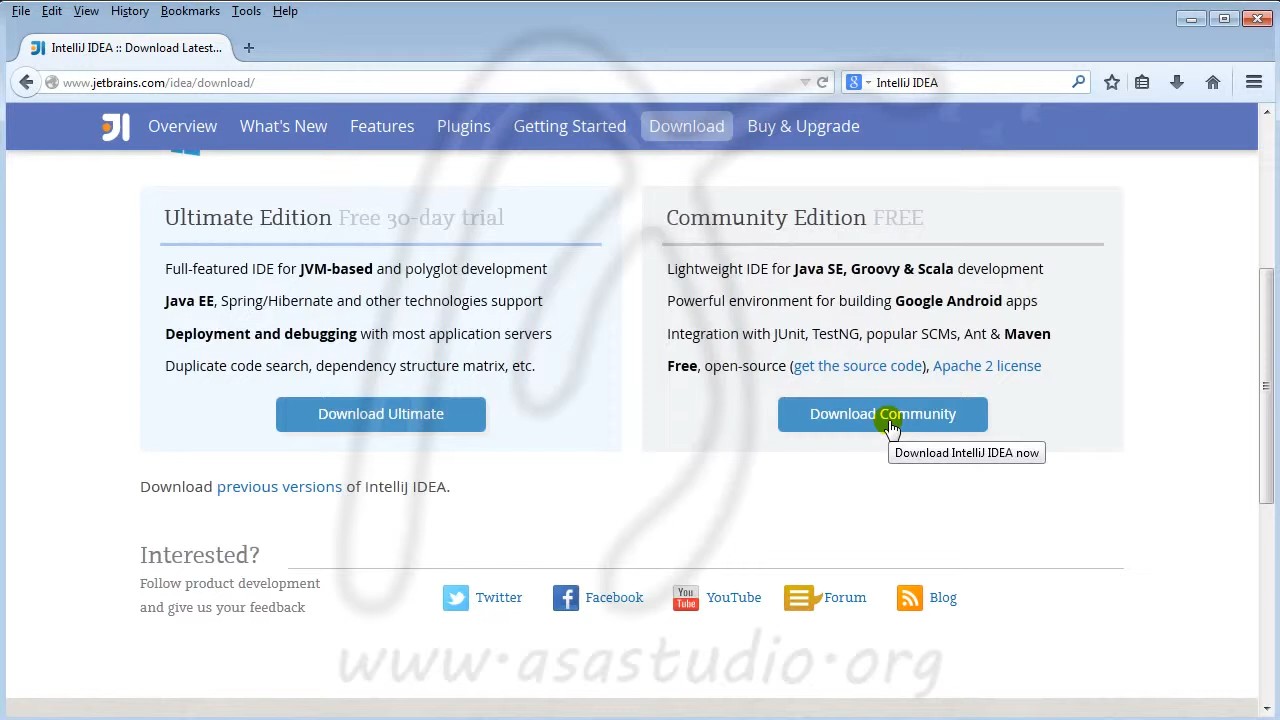 File Edit View History Bookmarks Tools Help
IntelliJ IDEA :: Download Latest...
www.jetbrains.com/idea/download/
IntelliJ IDEA
Overview What's New Features Plugins Getting Started Download Buy & Upgrade
Ultimate Edition Free 30-day trial
Full-featured IDE for JVM-based and polyglot development
Java EE, Spring/Hibernate and other technologies support
Deployment and debugging with most application servers
Duplicate code search, dependency structure matrix, etc.
Download Ultimate
Community Edition FREE
Lightweight IDE for Java SE, Groovy & Scala development
Powerful environment for building Google Android apps
Integration with JUnit, TestNG, popular SCMs, Ant & Maven
Free, open-source (get the source code), Apache 2 license
Download Community
Download IntelliJ IDEA now
Download previous versions of IntelliJ IDEA.
Interested?
Follow product development
and give us your feedback
Twitter Facebook You Tube YouTube Forum Blog
www.asastudio.org